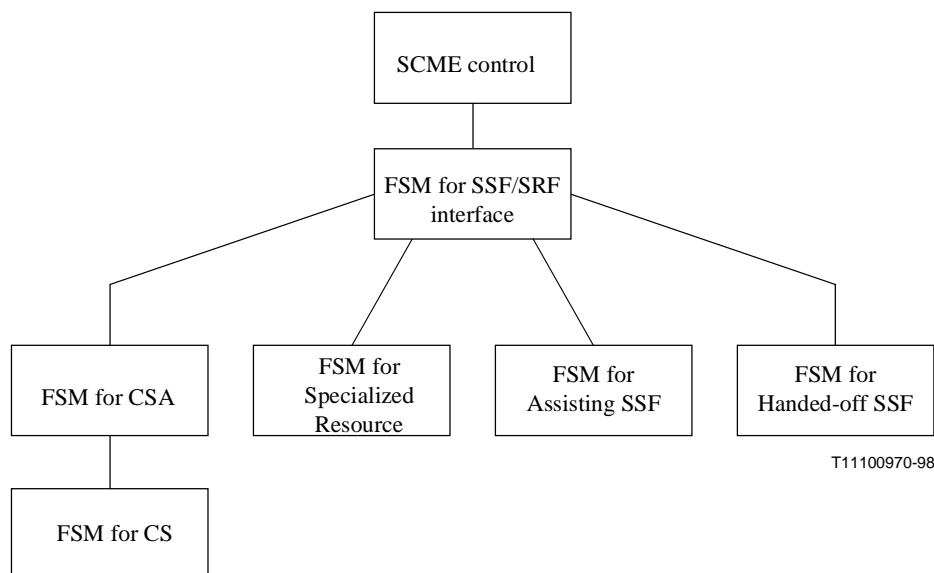 SCME control
FSM for SSF/SRF
interface
FSM for CSA
FSM for
Specialized
Resource
FSM for
Assisting SSF
FSM for
Handed-off SSF
T11100970-98
FSM for CS